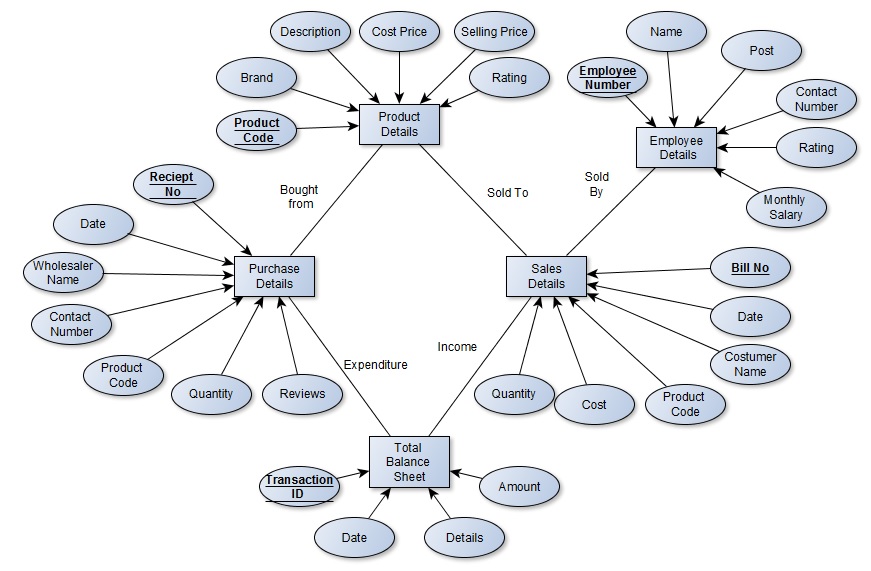 Description
Cost Price
Selling Price
Name
Post
Brand
Rating
Employee
Number
Contact
Number
Product
Code
Product
Details
Employee
Details
Rating
Reciept
No
Bought
from
Sold To
Sold
By
Monthly
Salary
Date
Wholesaler
Name
Purchase
Details
Sales
Details
Bill No
Contact
Number
Date
Product
Code
Expenditure
Income
Costumer
Name
Quantity
Reviews
Quantity
Cost
Product
Code
Total
Balance
Sheet
Transaction
ID
Amount
Date
Details